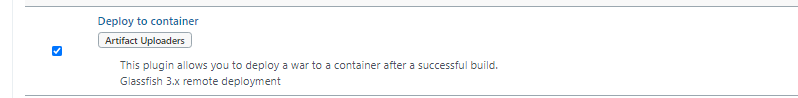 Deploy to container
Artifact Uploaders
This plugin allows you to deploy a war to a container after a successful build.
Glassfish 3.x remote deployment